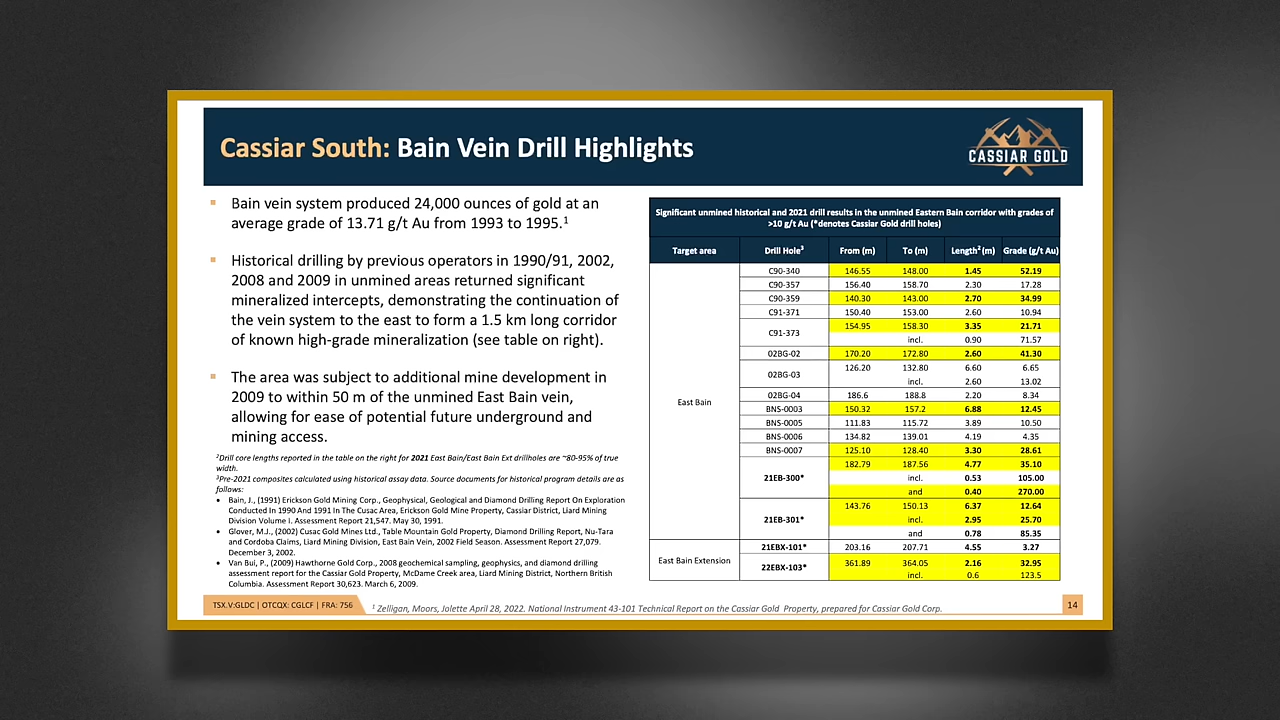 Cassiar South: Bain Vein Drill Highlights
CASSIAR GOLD
▪ Bain vein system produced 24,000 ounces of gold at an
average grade of 13.71 g/t Au from 1993 to 1995.¹
▪ Historical drilling by previous operators in 1990/91, 2002,
2008 and 2009 in unmined areas returned significant
mineralized intercepts, demonstrating the continuation of
the vein system to the east to form a 1.5 km long corridor
of known high-grade mineralization (see table on right).
▪ The area was subject to additional mine development in
2009 to within 50 m of the unmined East Bain vein,
allowing for ease of potential future underground and
mining access.
²Drill core lengths reported in the table on the right for 2021 East Bain/East Bain Ext drillholes are ~80-95% of true
width.
³Pre-2021 composites calculated using historical assay data. Source documents for historical program details are as
follows:
• Bain, J., (1991) Erickson Gold Mining Corp., Geophysical, Geological and Diamond Drilling Report On Exploration
Conducted In 1990 And 1991 In The Cusac Area, Erickson Gold Mine Property, Cassiar District, Liard Mining
Division Volume I. Assessment Report 21,547. May 30, 1991.
• Glover, M.J., (2002) Cusac Gold Mines Ltd., Table Mountain Gold Property, Diamond Drilling Report, Nu-Tara
and Cordoba Claims, Liard Mining Division, East Bain Vein, 2002 Field Season. Assessment Report 27,079.
December 3, 2002.
• Van Bui, P., (2009) Hawthorne Gold Corp., 2008 geochemical sampling, geophysics, and diamond drilling
assessment report for the Cassiar Gold Property, McDame Creek area, Liard Mining District, Northern British
Columbia. Assessment Report 30,623. March 6, 2009.
Significant unmined historical and 2021 drill results in the unmined Eastern Bain corridor with grades of
>10 g/t Au (*denotes Cassiar Gold drill holes)
Target area Drill Hole³ From (m) To (m) Length² (m) Grade (g/t Au)
East Bain
C90-340 146.55 148.00 1.45 52.19
C90-357 156.40 158.70 2.30 17.28
C90-359 140.30 143.00 2.70 34.99
C91-371 150.40 153.00 2.60 10.94
C91-373 154.95 158.30 3.35 21.71
incl. 0.90 71.57
02BG-02 170.20 172.80 2.60 41.30
02BG-03 126.20 132.80 6.60 6.65
incl. 2.60 13.02
02BG-04 186.6 188.8 2.20 8.34
BNS-0003 150.32 157.2 6.88 12.45
BNS-0005 111.83 115.72 3.89 10.50
BNS-0006 134.82 139.01 4.19 4.35
BNS-0007 125.10 128.40 3.30 28.61
21EB-300* 182.79 187.56 4.77 35.10
incl. 0.53 105.00
and 0.40 270.00
21EB-301* 143.76 150.13 6.37 12.64
incl. 2.95 25.70
and 0.78 85.35
East Bain Extension
21EBX-101* 203.16 207.71 4.55 3.27
22EBX-103* 361.89 364.05 2.16 32.95
incl. 0.6 123.5
TSX.V:GLDC | OTCQX: CGLCF | FRA: 756
¹ Zelligan, Moors, Jolette April 28, 2022. National Instrument 43-101 Technical Report on the Cassiar Gold Property, prepared for Cassiar Gold Corp.
14